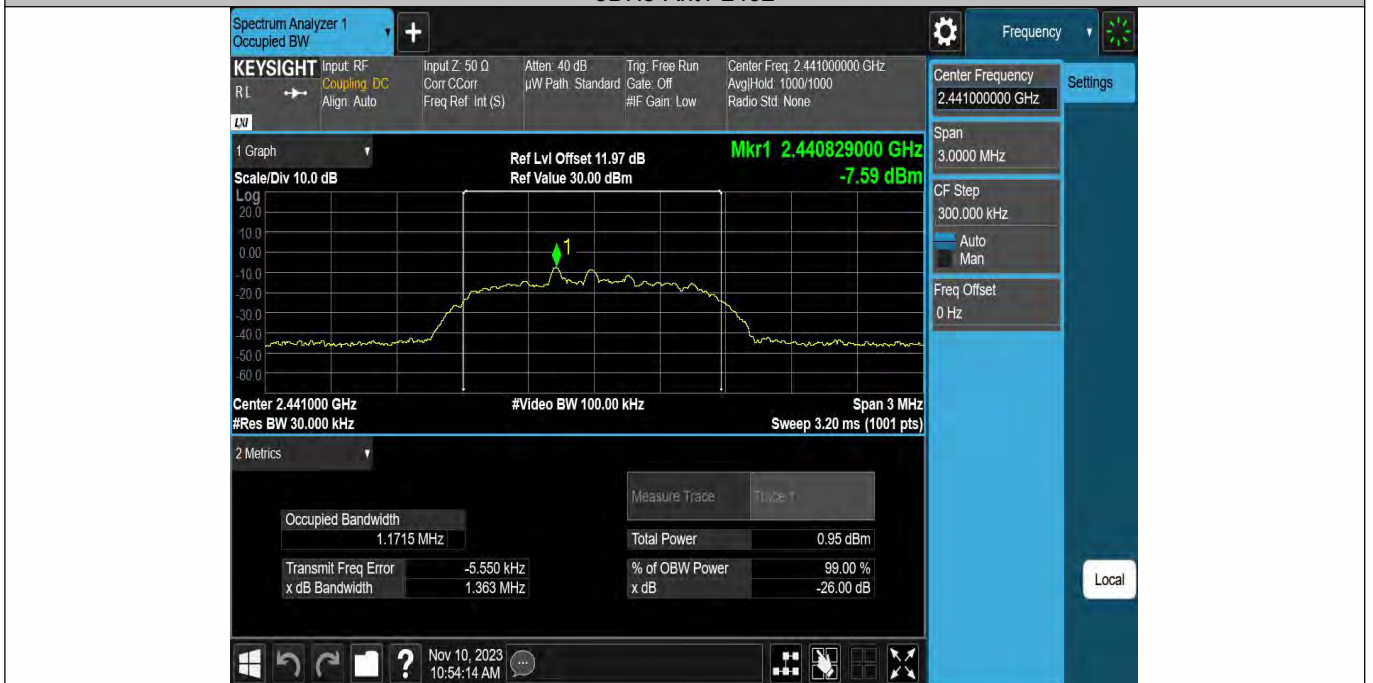 Spectrum Analyzer 1
Occupied BW
Frequency
KEYSIGHT
RL
LXI
Input: RF
Coupling: DC
Align: Auto
Input Z: 50 Ω
Corr CCorr
Freq Ref: Int (S)
Atten: 40 dB
µW Path: Standard
Trig: Free Run
Gate: Off
#IF Gain: Low
Center Freq: 2.441000000 GHz
Avg|Hold: 1000/1000
Radio Std: None
Center Frequency
2.441000000 GHz
Settings
Span
3.0000 MHz
CF Step
300.000 kHz
Auto
Man
Freq Offset
0 Hz
Local
1 Graph
Scale/Div 10.0 dB
Ref Lvl Offset 11.97 dB
Ref Value 30.00 dBm
Mkr1 2.440829000 GHz
-7.59 dBm
Log
20.0
10.0
0.00
-10.0
-20.0
-30.0
-40.0
-50.0
-60.0
1
Center 2.441000 GHz
#Video BW 100.00 kHz
Span 3 MHz
#Res BW 30.000 kHz
Sweep 3.20 ms (1001 pts)
2 Metrics
Measure Trace
Trace 1
Occupied Bandwidth
1.1715 MHz
Total Power
0.95 dBm
Transmit Freq Error
-5.550 kHz
% of OBW Power
99.00 %
x dB Bandwidth
1.363 MHz
x dB
-26.00 dB
?
Nov 10, 2023
10:54:14 AM